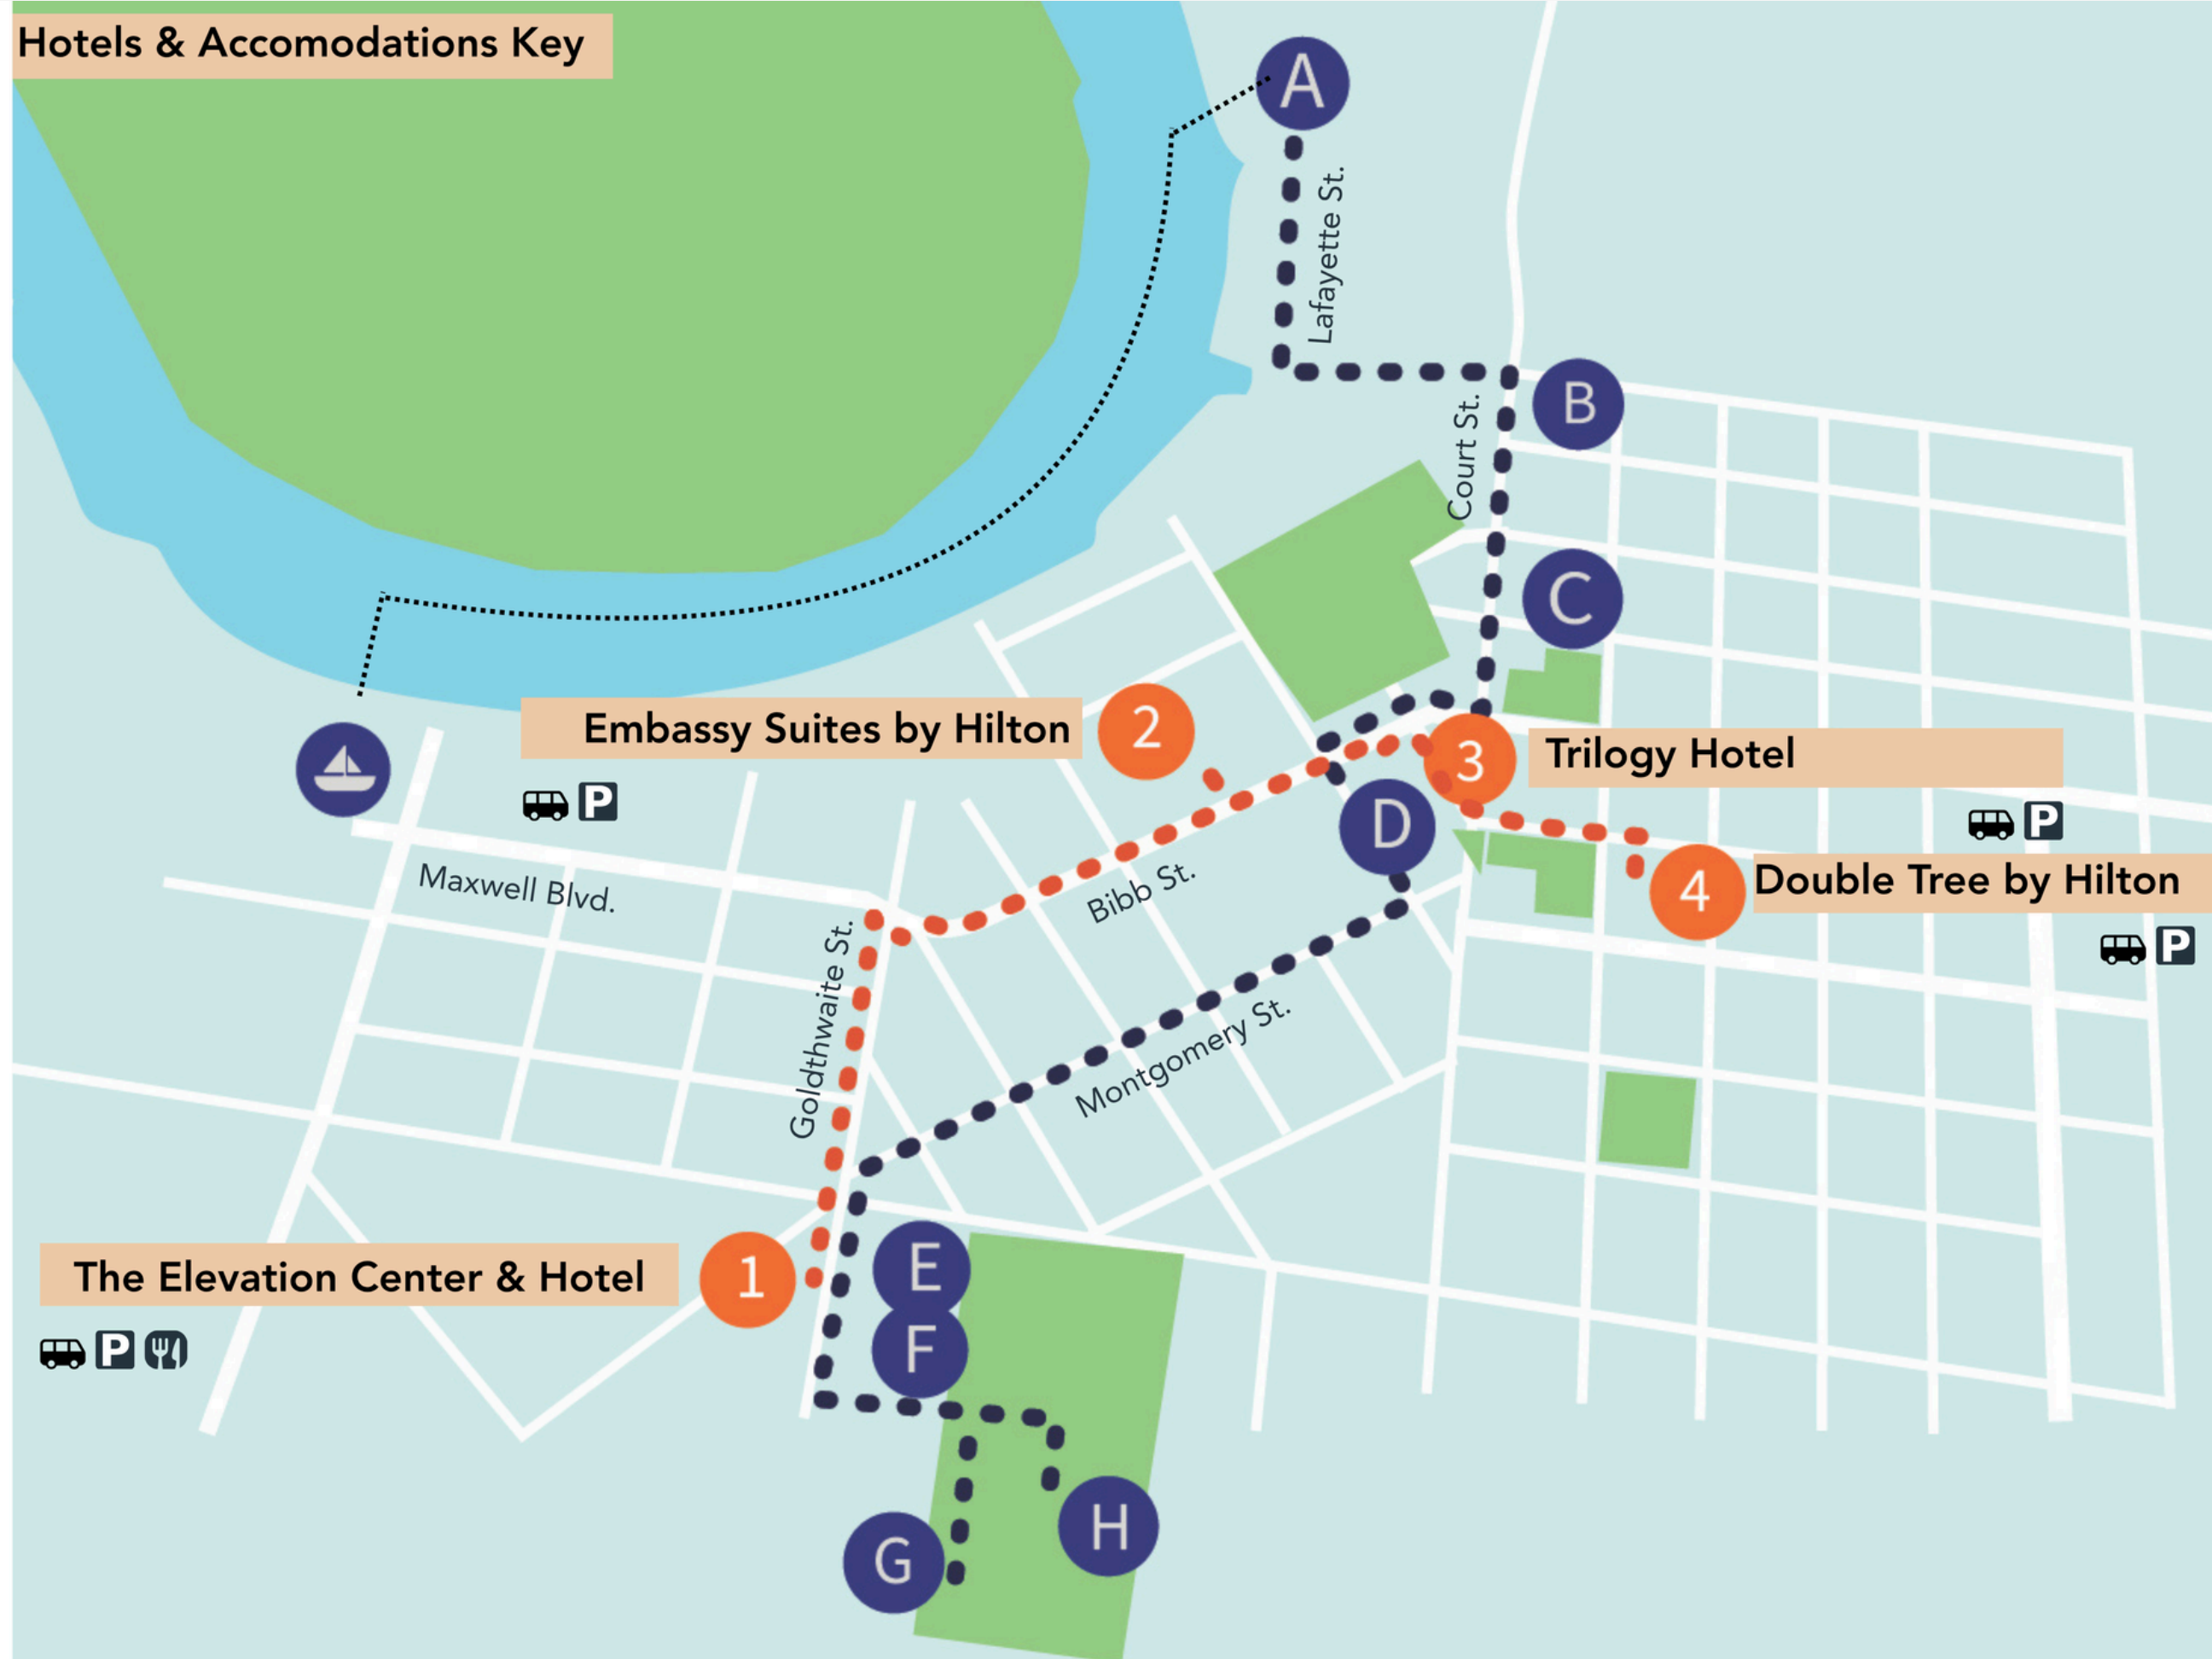 Hotels & Accomodations Key
A
Lafayette St.
B
Court St.
C
Embassy Suites by Hilton
2
3
Trilogy Hotel
P
D
P
Maxwell Blvd.
Bibb St.
4
Double Tree by Hilton
P
Goldthwaite St.
Montgomery St.
The Elevation Center & Hotel
1
E
P
F
H
G